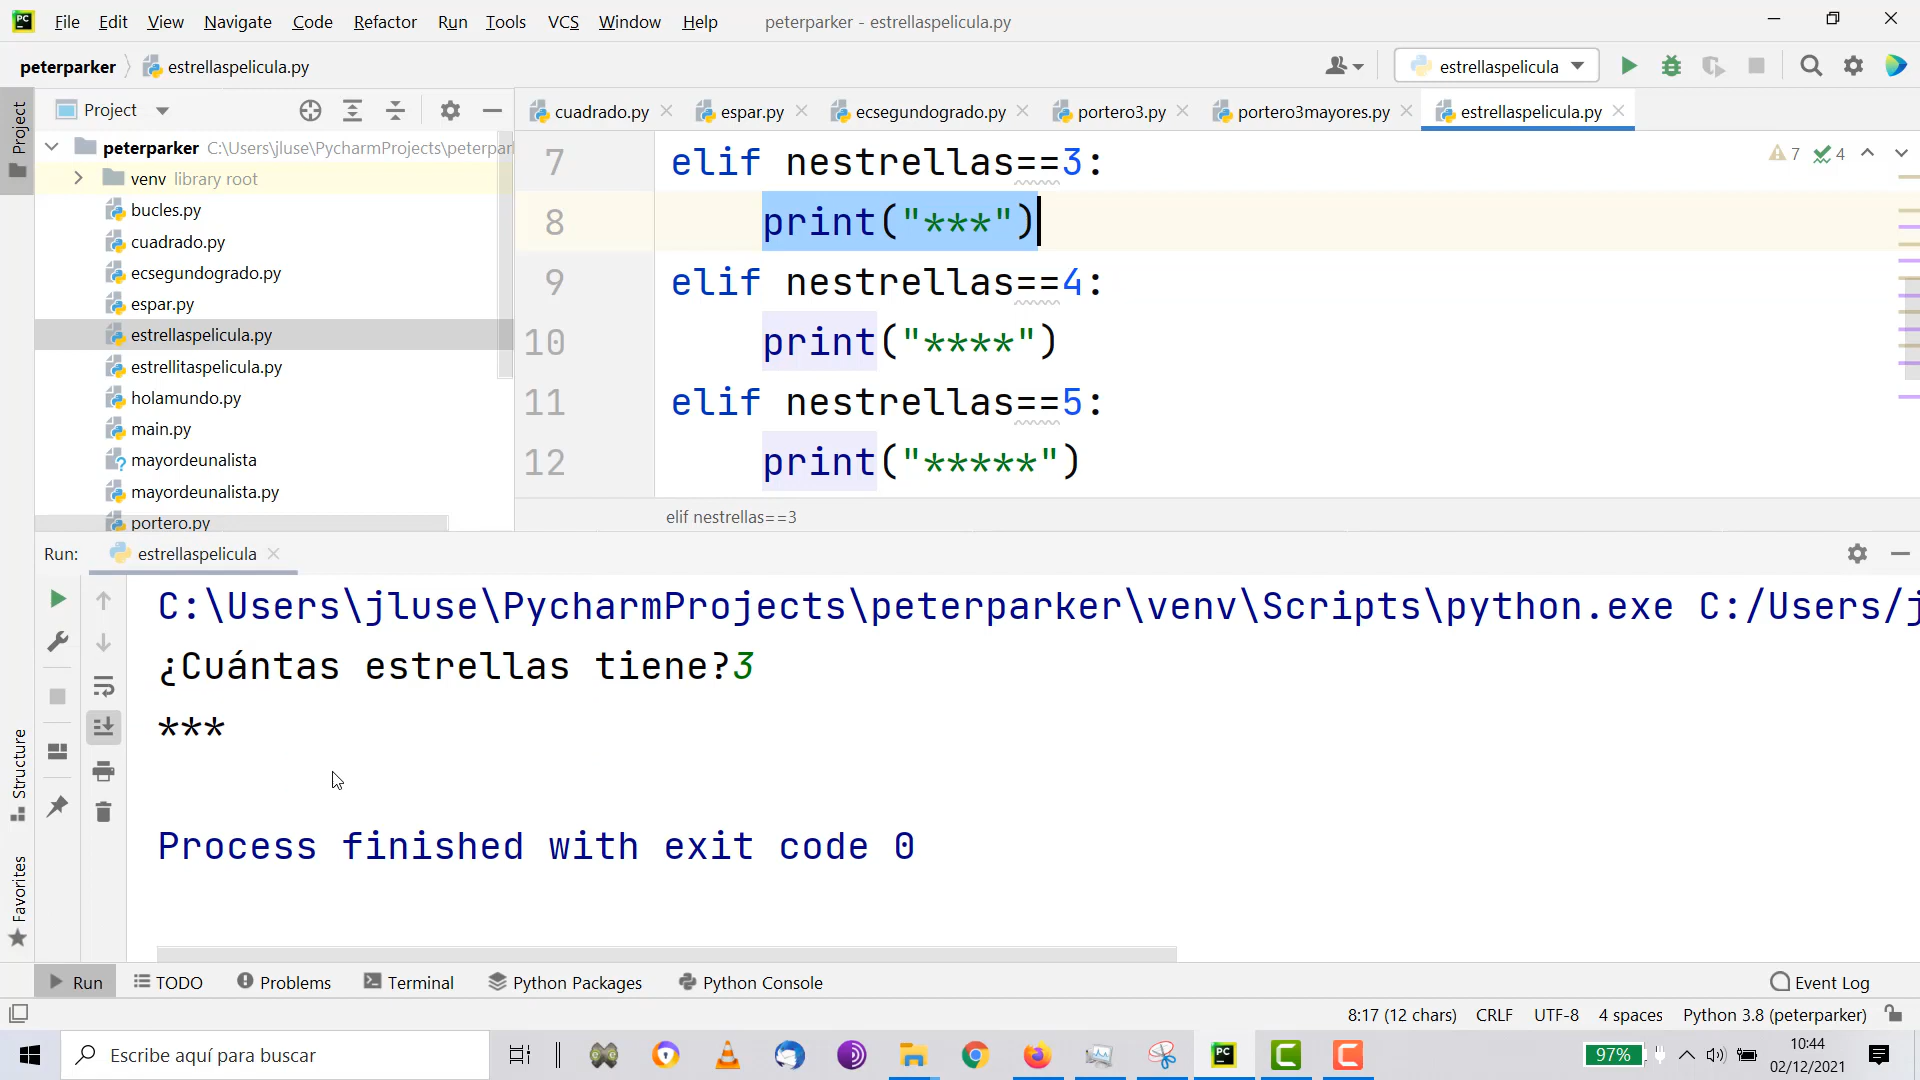 File Edit View Navigate Code Refactor Run Tools VCS Window Help peterparker - estrellaspelicula.py
peterparker estrellaspelicula.py estrellaspelicula
Project cuadrado.py espar.py ecsegundogrado.py portero3.py portero3mayores.py estrellaspelicula.py
Project
peterparker C:\Users\jluse\PycharmProjects\peterpar
venv library root
bucles.py
cuadrado.py
ecsegundogrado.py
espar.py
estrellaspelicula.py
estrellitaspelicula.py
holamundo.py
main.py
mayordeunalista
mayordeunalista.py
portero.py
7 elif nestrellas==3:
8 print("***")
9 elif nestrellas==4:
10 print("****")
11 elif nestrellas==5:
12 print("*****")
7 4
elif nestrellas==3
Run: estrellaspelicula
C:\Users\jluse\PycharmProjects\peterparker\venv\Scripts\python.exe C:/Users/j
¿Cuántas estrellas tiene?3
***
Process finished with exit code 0
Structure
Favorites
Run TODO Problems Terminal Python Packages Python Console Event Log
8:17 (12 chars) CRLF UTF-8 4 spaces Python 3.8 (peterparker)
Escribe aquí para buscar 97% 10:44
02/12/2021